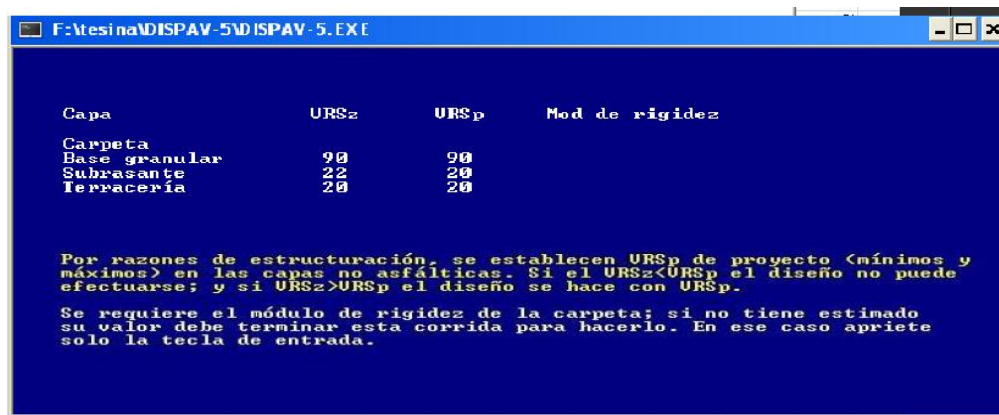 F:\tesina\DISPAV-5\DISPAV-5.EXE
Capa VRSz VRSp Mod de rigidez
Carpeta
Base granular 90 90
Subrasante 22 20
Terracería 20 20
Por razones de estructuración, se establecen VRSp de proyecto (mínimos y
máximos) en las capas no asfálticas. Si el VRSz<VRSp el diseño no puede
efectuarse; y si VRSz>VRSp el diseño se hace con VRSp.
Se requiere el módulo de rigidez de la carpeta; si no tiene estimado
su valor debe terminar esta corrida para hacerlo. En ese caso apriete
solo la tecla de entrada.